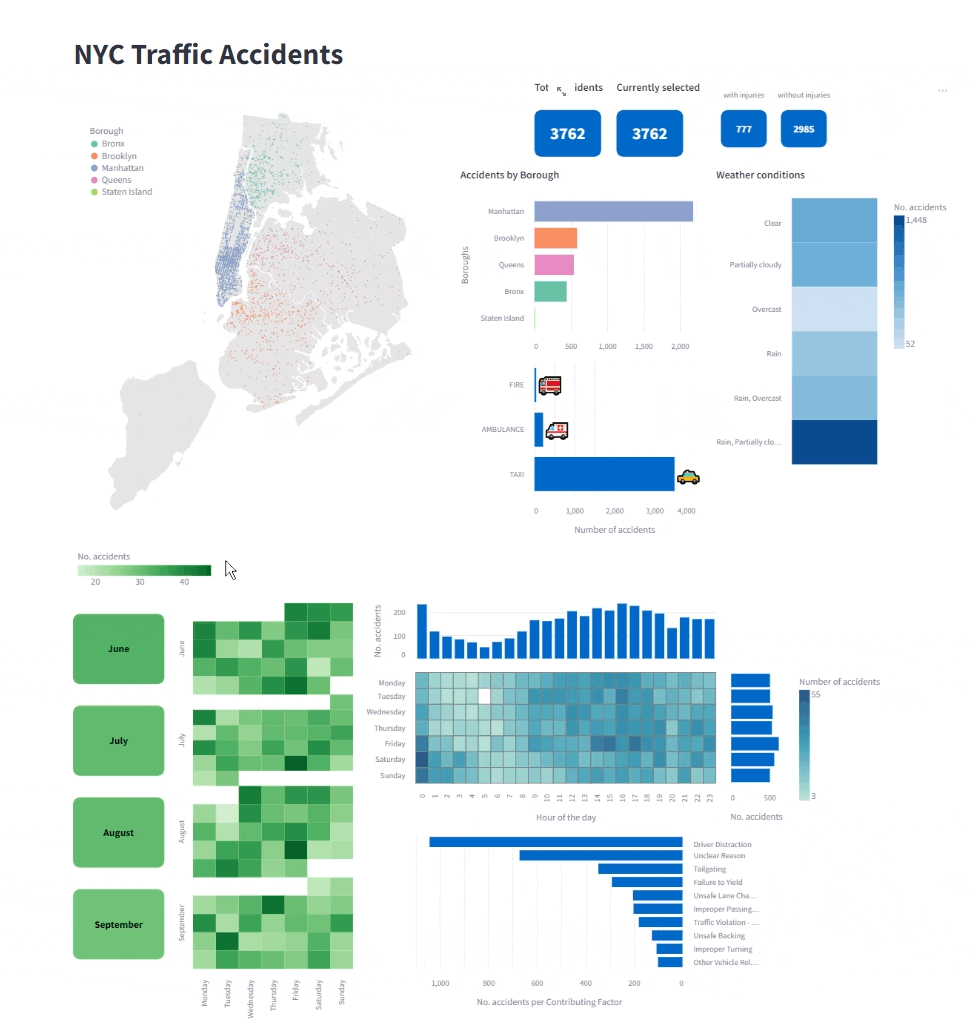 NYC Traffic Accidents
Tot idents
Currently selected
with injuries
without injuries
3762
3762
777
2985
Borough
Bronx
Brooklyn
Manhattan
Queens
Staten Island
Accidents by Borough
Boroughs
Manhattan
Brooklyn
Queens
Bronx
Staten Island
0 500 1,000 1,500 2,000
FIRE
AMBULANCE
TAXI
0 1,000 2,000 3,000 4,000
Number of accidents
Weather conditions
Clear
Partially cloudy
Overcast
Rain
Rain, Overcast
Rain, Partially clo...
No. accidents
1,448
52
No. accidents
20 30 40
June
July
August
September
June
July
August
September
Monday
Tuesday
Wednesday
Thursday
Friday
Saturday
Sunday
No. accidents
200
100
0
Monday
Tuesday
Wednesday
Thursday
Friday
Saturday
Sunday
0 1 2 3 4 5 6 7 8 9 10 11 12 13 14 15 16 17 18 19 20 21 22 23
Hour of the day
0 500
No. accidents
Number of accidents
55
3
Driver Distraction
Unclear Reason
Tailgating
Failure to Yield
Unsafe Lane Cha...
Improper Passing...
Traffic Violation - ...
Unsafe Backing
Improper Turning
Other Vehicle Rel...
1,000 800 600 400 200 0
No. accidents per Contributing Factor